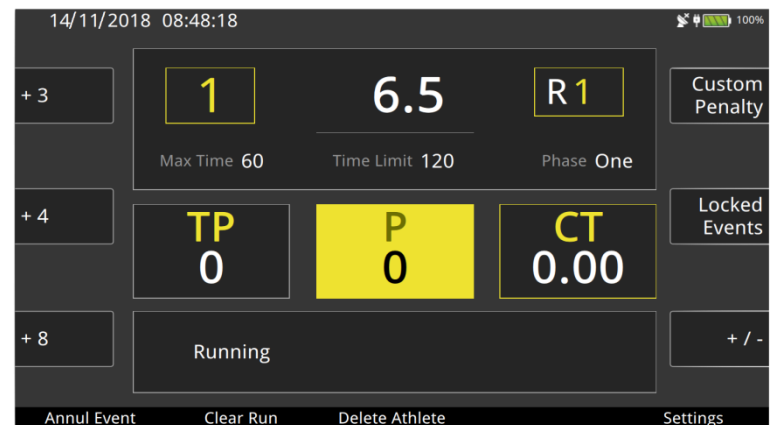 14/11/2018 08:48:18
100%
+ 3
1
6.5
R 1
Custom
Penalty
Max Time 60
Time Limit 120
Phase One
+ 4
TP
0
P
0
CT
0.00
Locked
Events
+ 8
Running
+ / -
Annul Event
Clear Run
Delete Athlete
Settings